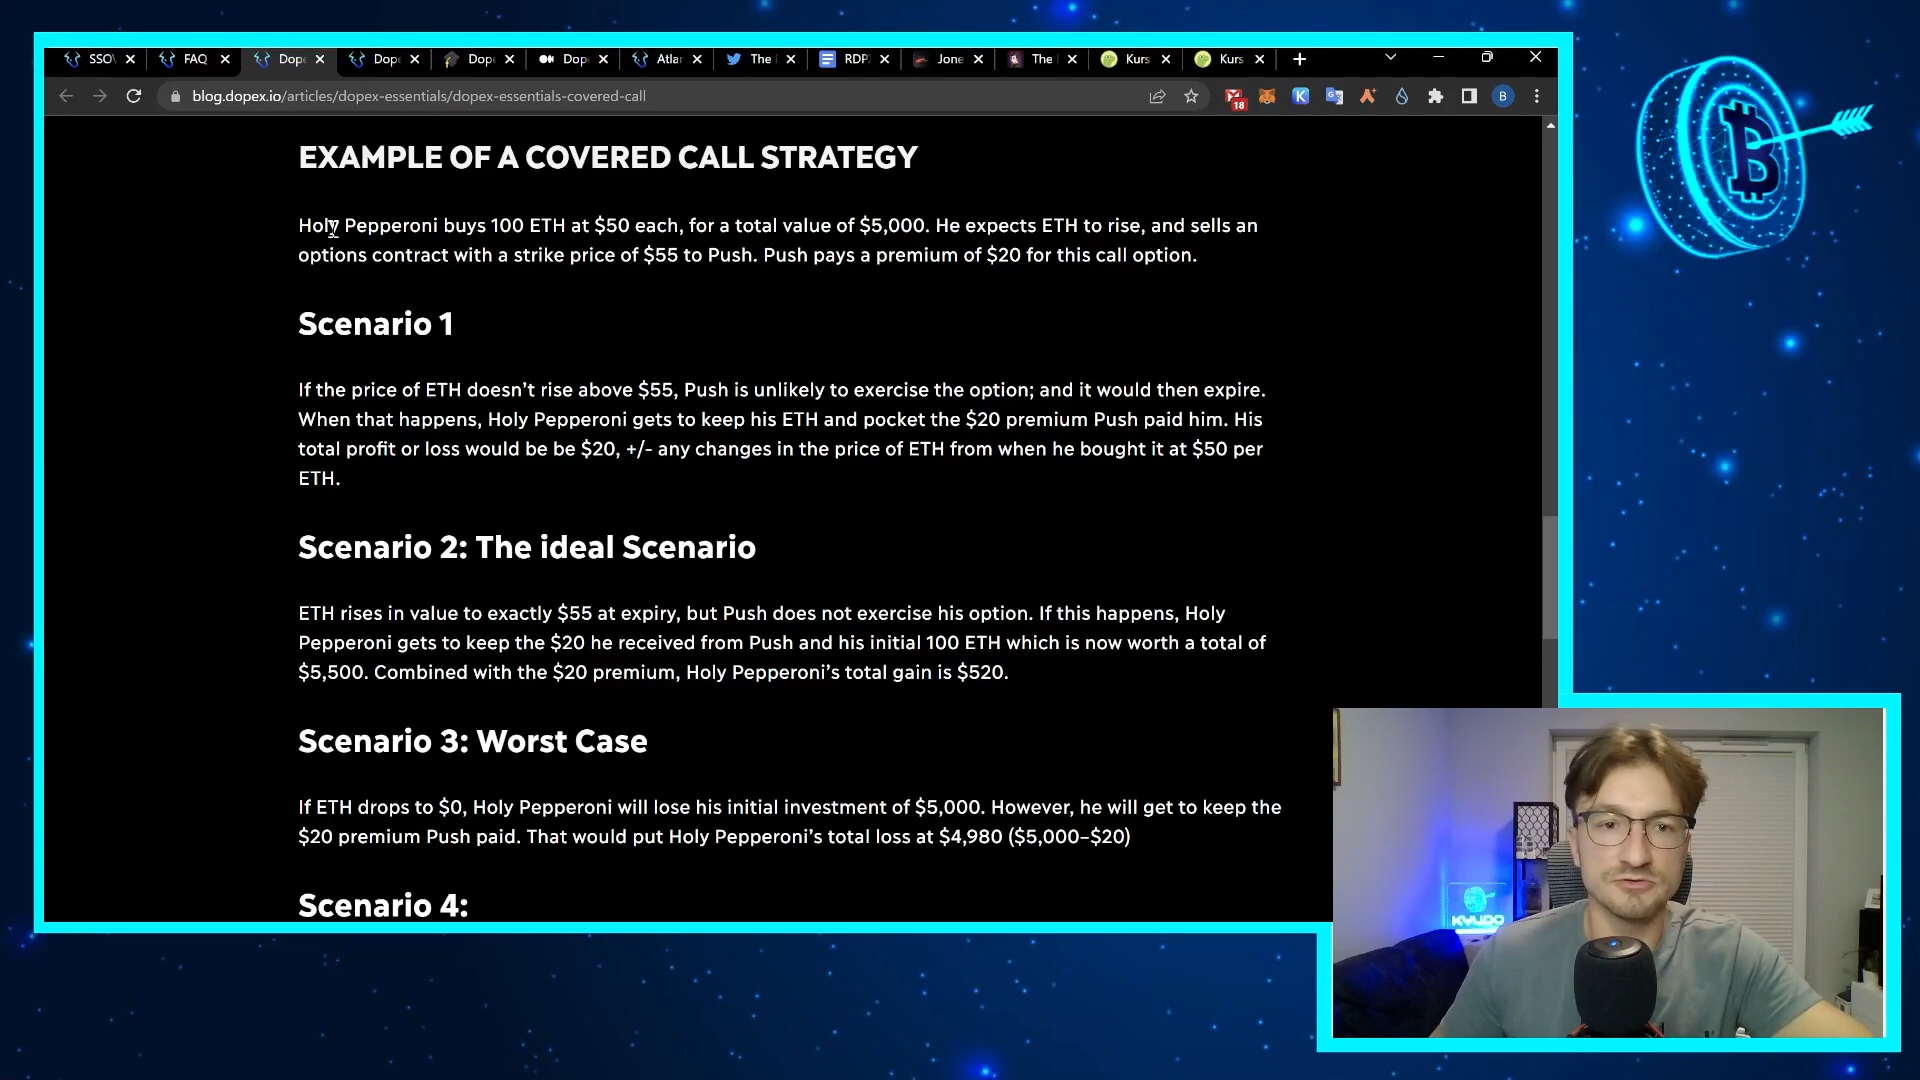 SSOV
FAQ
Dope
Dope
Dope
Dop
Atlan
The
RDPX
Jone
The
Kurs
Kurs
blog.dopex.io/articles/dopex-essentials/dopex-essentials-covered-call
18
K
B
EXAMPLE OF A COVERED CALL STRATEGY
Holy Pepperoni buys 100 ETH at $50 each, for a total value of $5,000. He expects ETH to rise, and sells an
options contract with a strike price of $55 to Push. Push pays a premium of $20 for this call option.
Scenario 1
If the price of ETH doesn’t rise above $55, Push is unlikely to exercise the option; and it would then expire.
When that happens, Holy Pepperoni gets to keep his ETH and pocket the $20 premium Push paid him. His
total profit or loss would be be $20, +/- any changes in the price of ETH from when he bought it at $50 per
ETH.
Scenario 2: The ideal Scenario
ETH rises in value to exactly $55 at expiry, but Push does not exercise his option. If this happens, Holy
Pepperoni gets to keep the $20 he received from Push and his initial 100 ETH which is now worth a total of
$5,500. Combined with the $20 premium, Holy Pepperoni’s total gain is $520.
Scenario 3: Worst Case
If ETH drops to $0, Holy Pepperoni will lose his initial investment of $5,000. However, he will get to keep the
$20 premium Push paid. That would put Holy Pepperoni’s total loss at $4,980 ($5,000–$20)
Scenario 4:
KYUDO